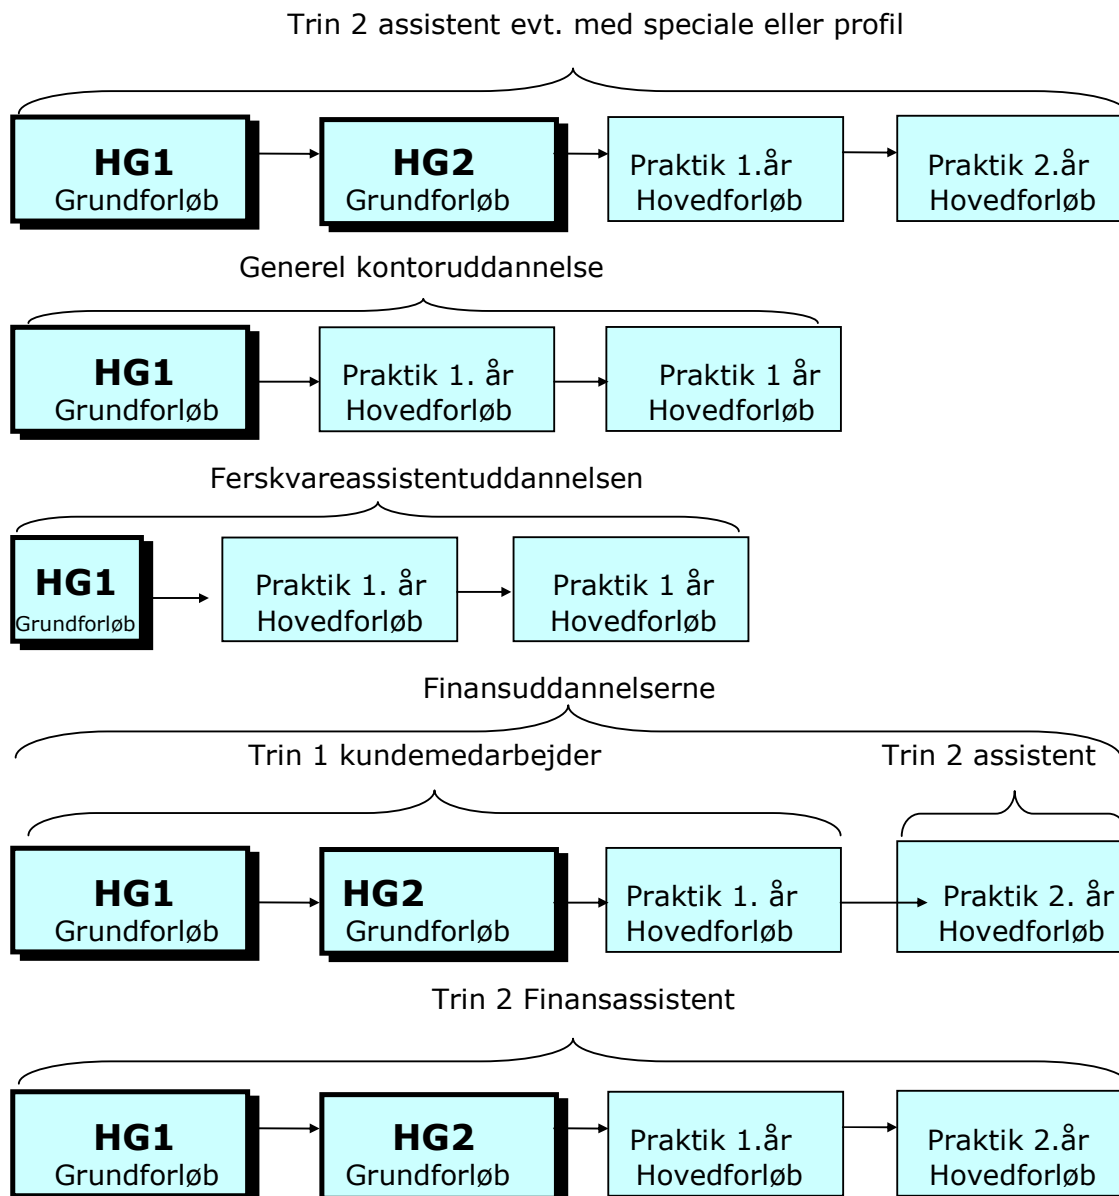 Trin 2 assistent evt. med speciale eller profil
HG1
Grundforløb
HG2
Grundforløb
Praktik 1.år
Hovedforløb
Praktik 2.år
Hovedforløb
Generel kontoruddannelse
HG1
Grundforløb
Praktik 1. år
Hovedforløb
Praktik 1 år
Hovedforløb
Ferskvareassistentuddannelsen
HG1
Grundforløb
Praktik 1. år
Hovedforløb
Praktik 1 år
Hovedforløb
Finansuddannelserne
Trin 1 kundemedarbejder
Trin 2 assistent
HG1
Grundforløb
HG2
Grundforløb
Praktik 1. år
Hovedforløb
Praktik 2. år
Hovedforløb
Trin 2 Finansassistent
HG1
Grundforløb
HG2
Grundforløb
Praktik 1.år
Hovedforløb
Praktik 2.år
Hovedforløb